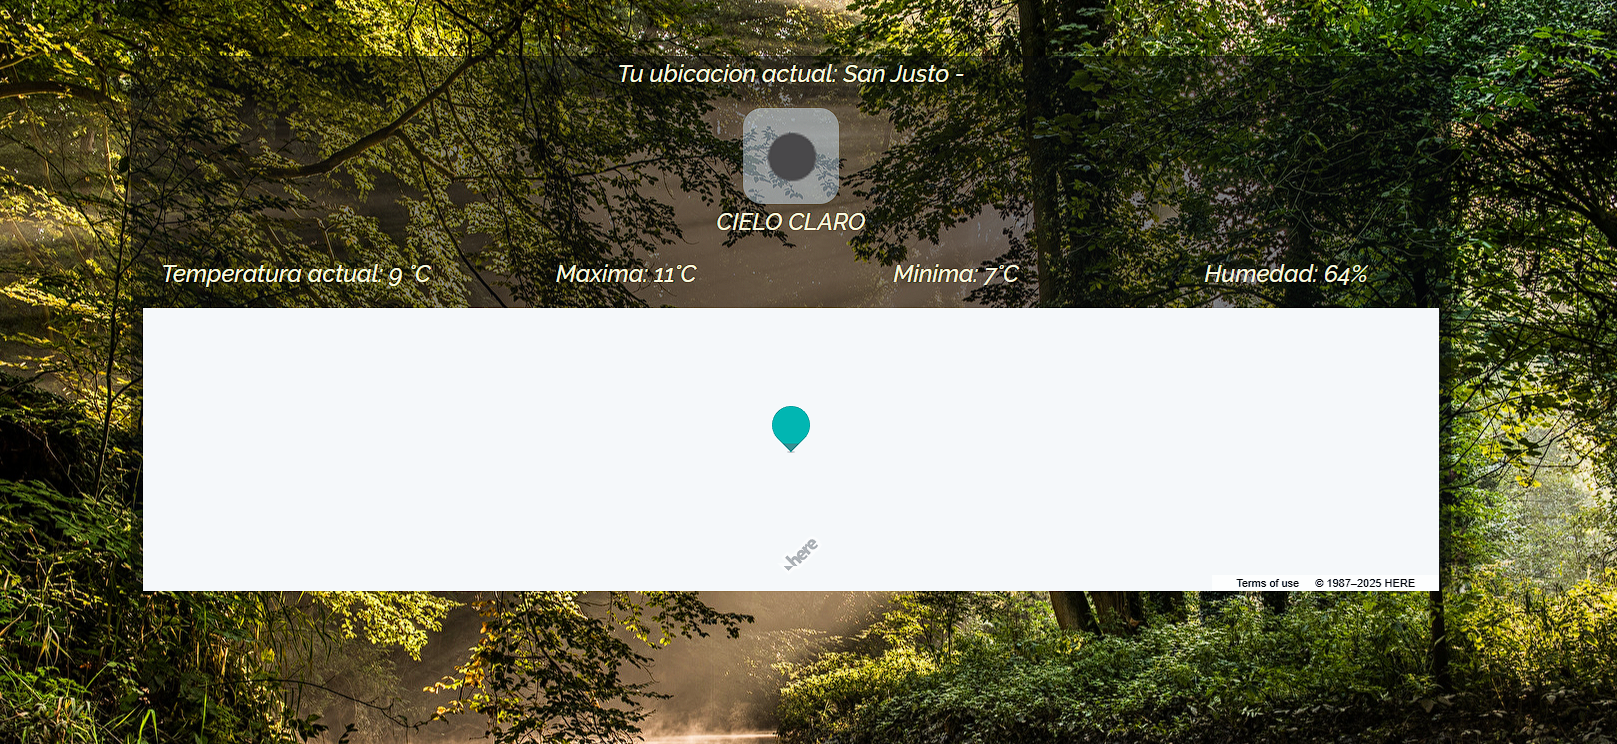 Tu ubicacion actual: San Justo -
CIELO CLARO
Temperatura actual: 9 °C Maxima: 11°C Minima: 7°C Humedad: 64%
here
Terms of use © 1987–2025 HERE